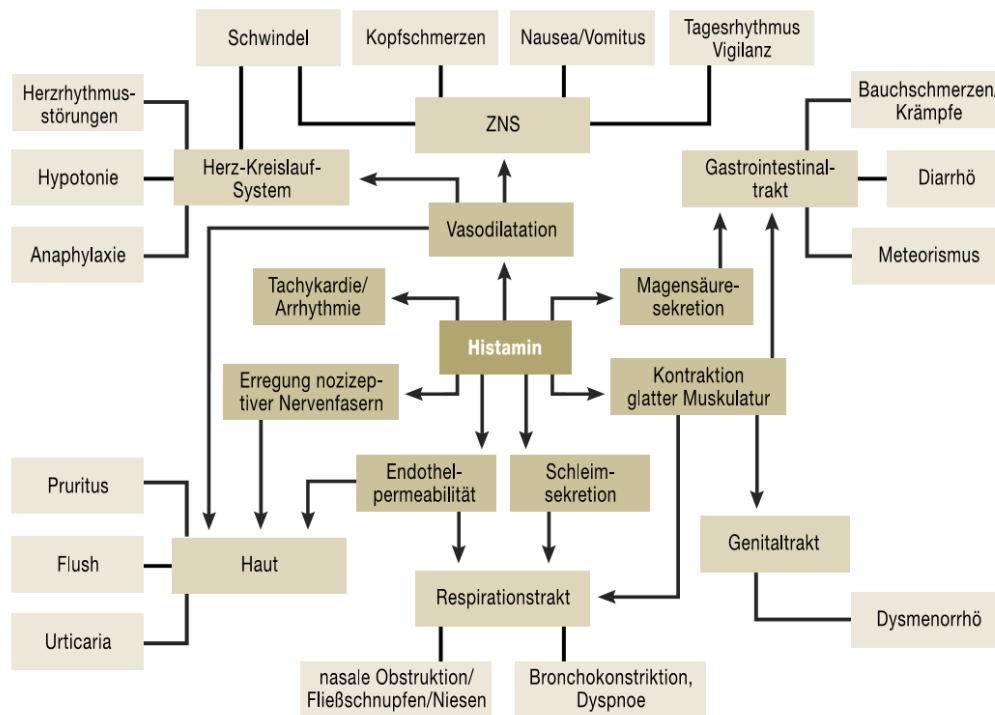 Schwindel
Kopfschmerzen
Nausea/Vomitus
Tagesrhythmus
Vigilanz
Herzrhythmus-
störungen
ZNS
Bauchschmerzen/
Krämpfe
Hypotonie
Herz-Kreislauf-
System
Gastrointestinal-
trakt
Diarrhö
Anaphylaxie
Vasodilatation
Meteorismus
Tachykardie/
Arrhythmie
Magensäure-
sekretion
Histamin
Erregung nozizep-
tiver Nervenfasern
Kontraktion
glatter Muskulatur
Pruritus
Endothel-
permeabilität
Schleim-
sekretion
Flush
Haut
Genitaltrakt
Respirationstrakt
Urticaria
Dysmenorrhö
nasale Obstruktion/
Fließschnupfen/Niesen
Bronchokonstriktion,
Dyspnoe